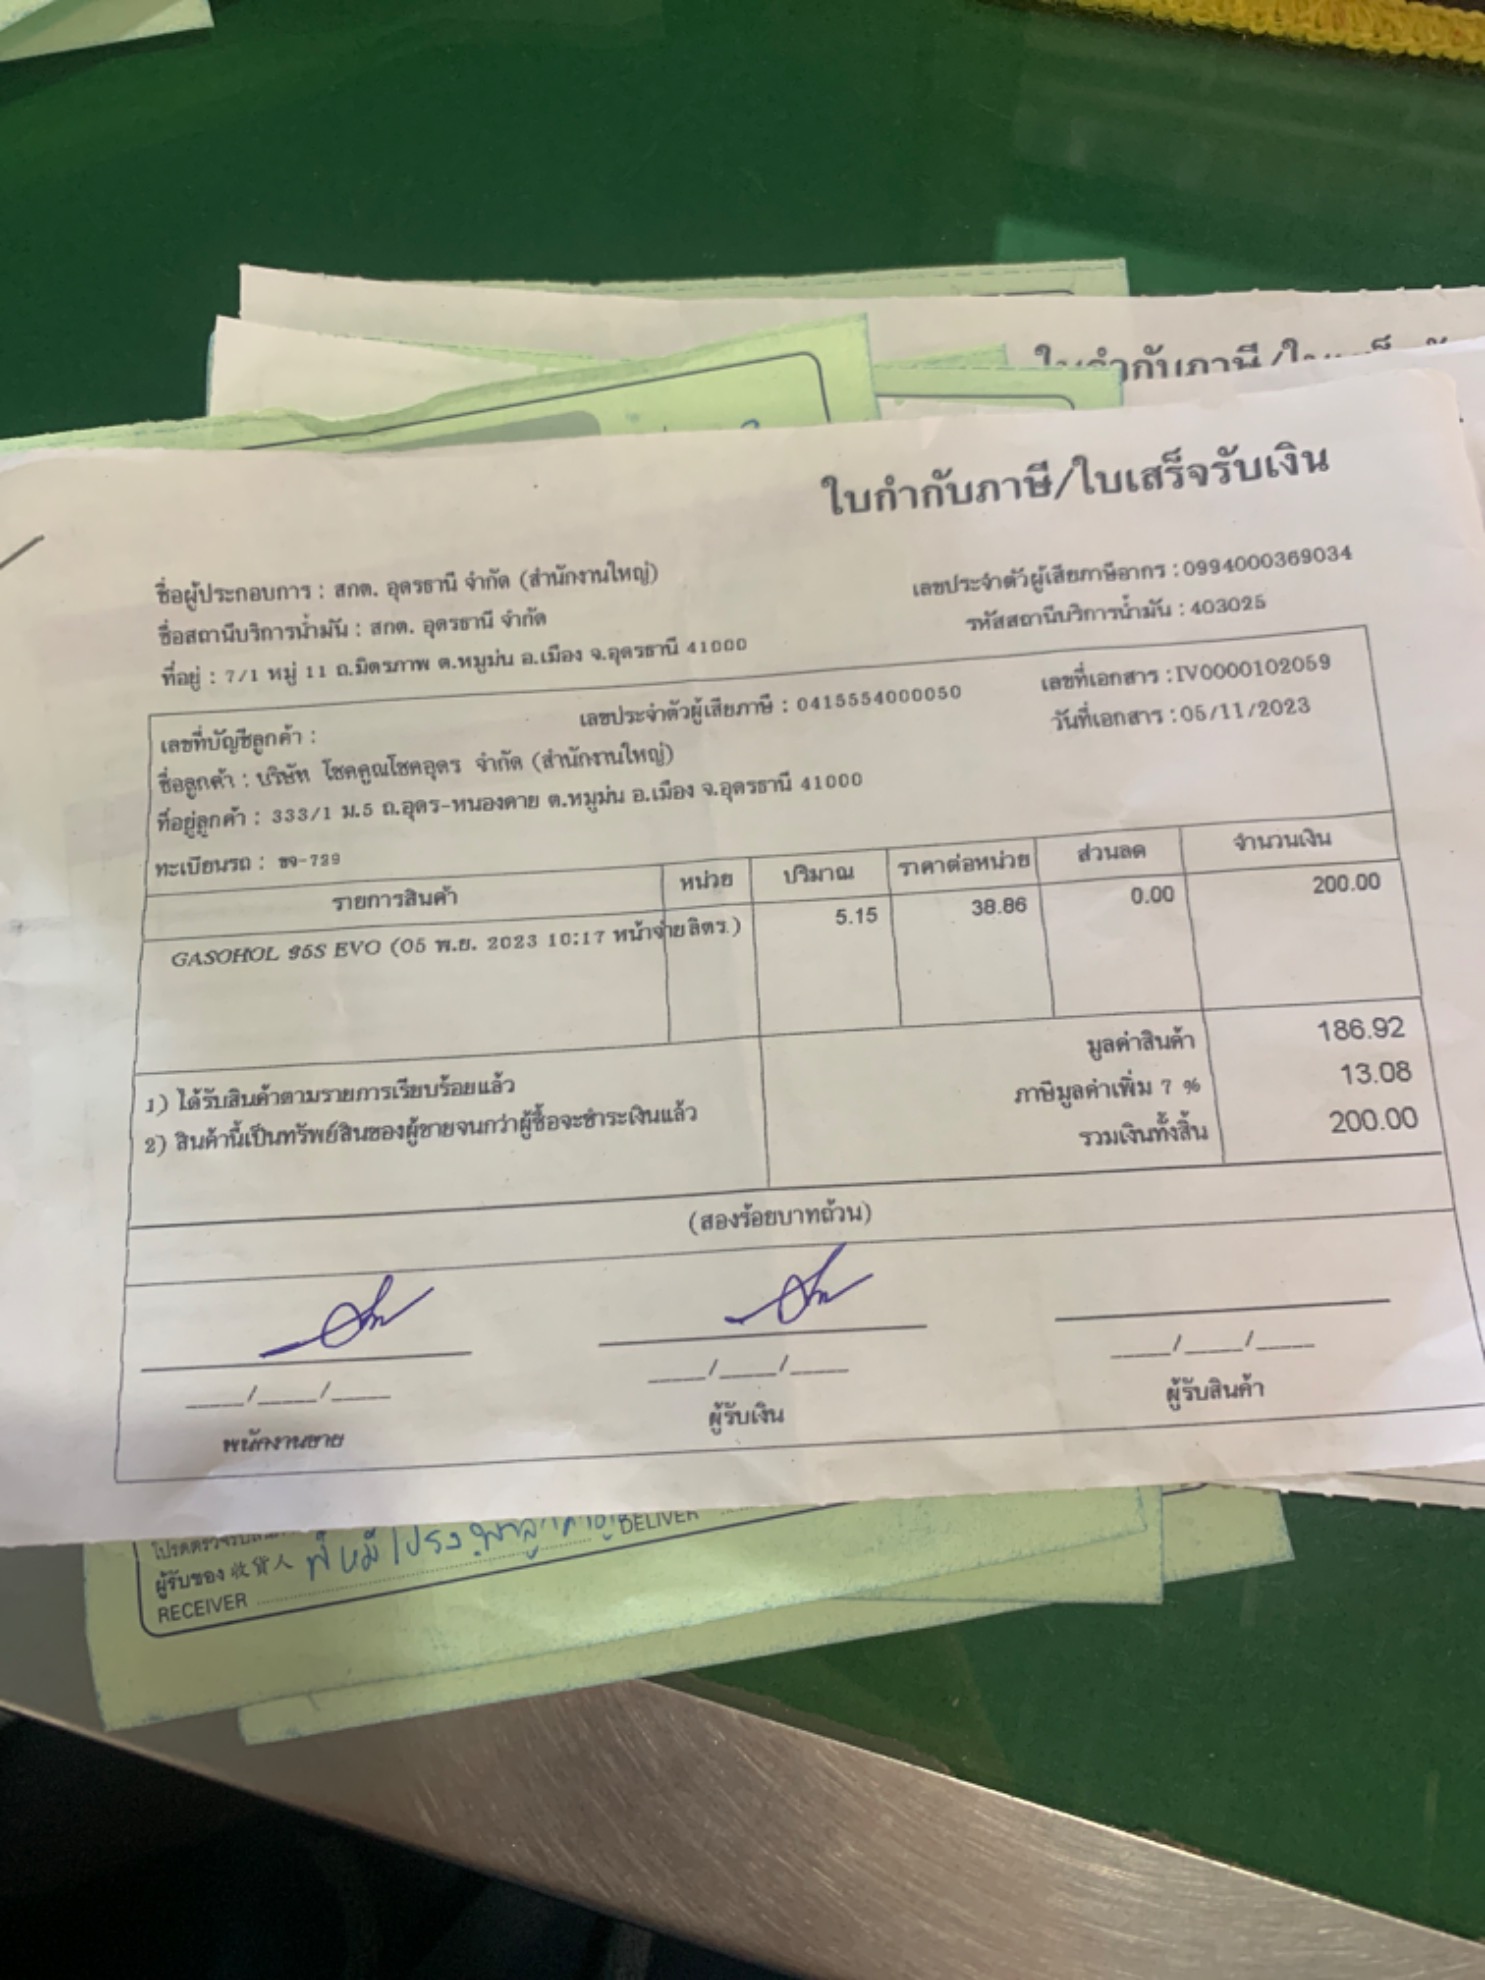 ใบกำกับภาษี/ใบเสร็จรับเงิน
ชื่อผู้ประกอบการ : สกต. อุดรธานี จำกัด (สำนักงานใหญ่)
เลขประจำตัวผู้เสียภาษีอากร : 0994000369034
ชื่อสถานีบริการน้ำมัน : สกต. อุดรธานี จำกัด
รหัสสถานีบริการน้ำมัน : 403025
ที่อยู่ : 7/1 หมู่ 11 ถ.มิตรภาพ ต.หมูม่น อ.เมือง จ.อุดรธานี 41000
เลขที่บัญชีลูกค้า : เลขประจำตัวผู้เสียภาษี : 0415554000050 เลขที่เอกสาร : IV0000102059
ชื่อลูกค้า : บริษัท โชคคูณโชคอุดร จำกัด (สำนักงานใหญ่) วันที่เอกสาร : 05/11/2023
ที่อยู่ลูกค้า : 333/1 ม.5 ถ.อุดร-หนองคาย ต.หมูม่น อ.เมือง จ.อุดรธานี 41000
ทะเบียนรถ : ขจ-729
รายการสินค้า หน่วย ปริมาณ ราคาต่อหน่วย ส่วนลด จำนวนเงิน
GASOHOL 95S EVO (05 พ.ย. 2023 10:17 หน้าจ่าย ลิตร ) 5.15 38.86 0.00 200.00
มูลค่าสินค้า 186.92
1) ได้รับสินค้าตามรายการเรียบร้อยแล้ว ภาษีมูลค่าเพิ่ม 7 % 13.08
2) สินค้านี้เป็นทรัพย์สินของผู้ขายจนกว่าผู้ซื้อจะชำระเงินแล้ว รวมเงินทั้งสิ้น 200.00
(สองร้อยบาทถ้วน)
____/____/____ ____/____/____ ____/____/____
พนักงานขาย ผู้รับเงิน ผู้รับสินค้า
ผู้รับของ 收貨人
RECEIVER
DELIVER